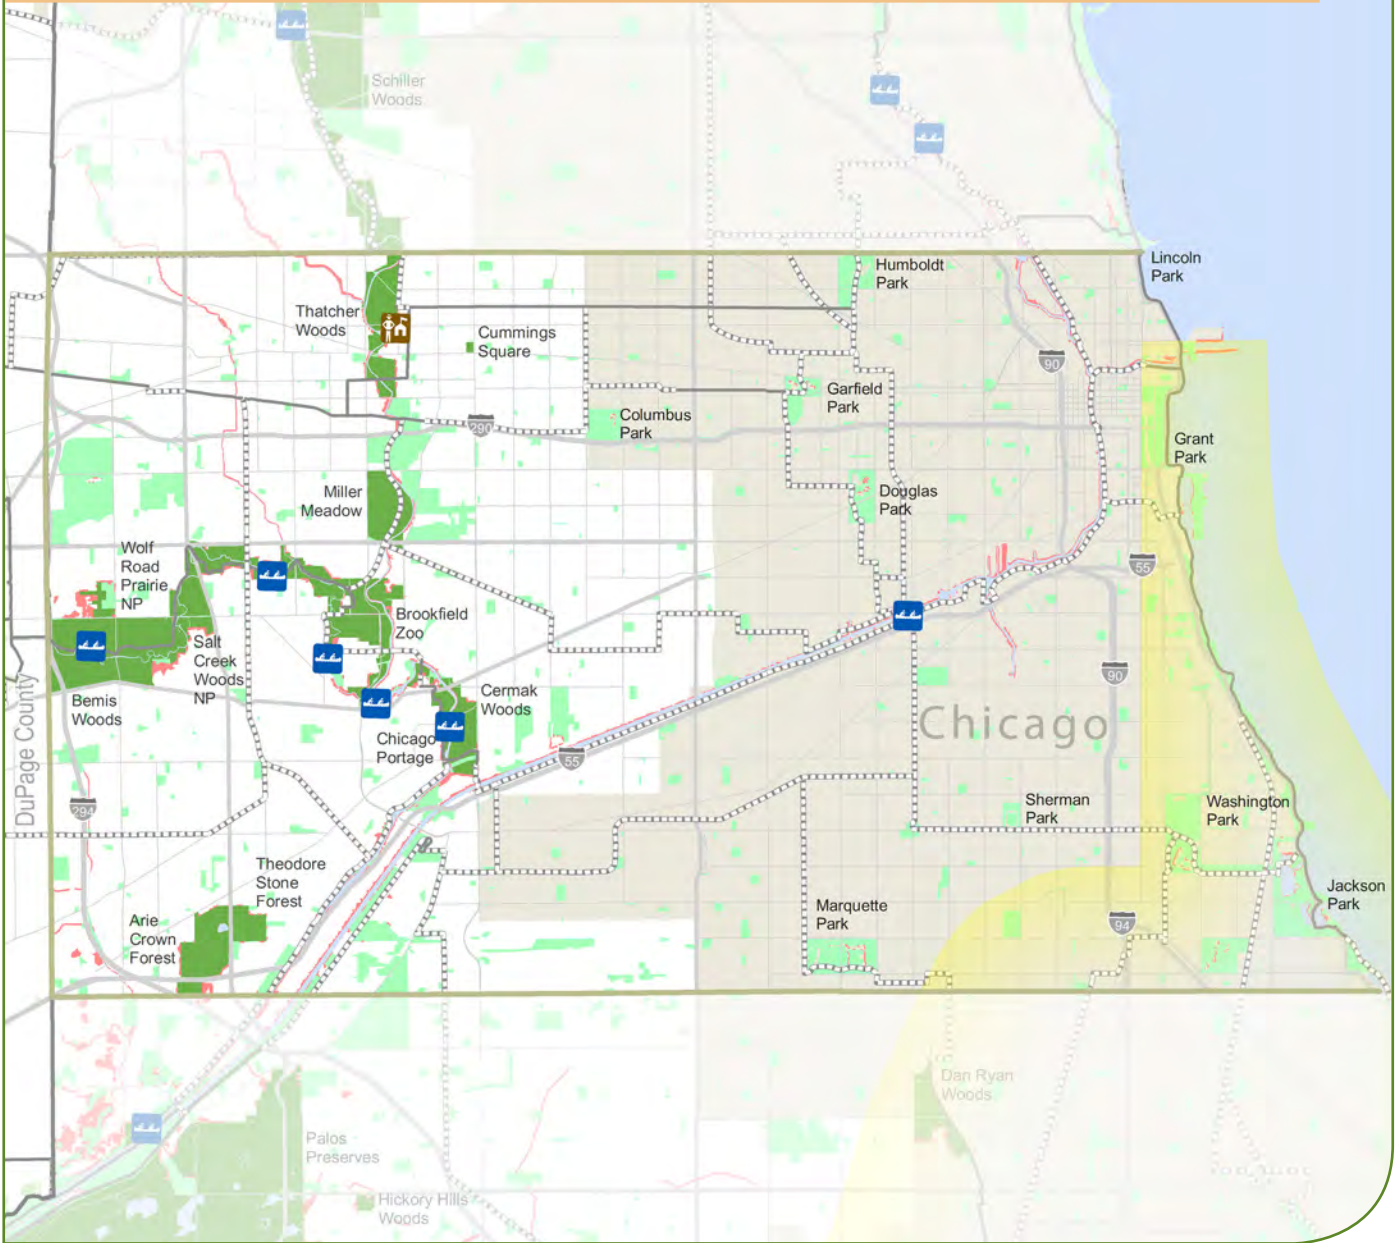 Schiller
Woods
Lincoln
Park
Humboldt
Park
Thatcher
Woods
Cummings
Square
90
Garfield
Park
Columbus
Park
290
Grant
Park
Miller
Meadow
Douglas
Park
Wolf
Road
Prairie
NP
55
Brookfield
Zoo
Salt
Creek
Woods
NP
90
Bemis
Woods
Cermak
Woods
DuPage County
Chicago
Chicago
Portage
55
294
Sherman
Park
Washington
Park
Theodore
Stone
Forest
Jackson
Park
Marquette
Park
Arie
Crown
Forest
94
Dan Ryan
Woods
Palos
Preserves
Hickory Hills
Woods